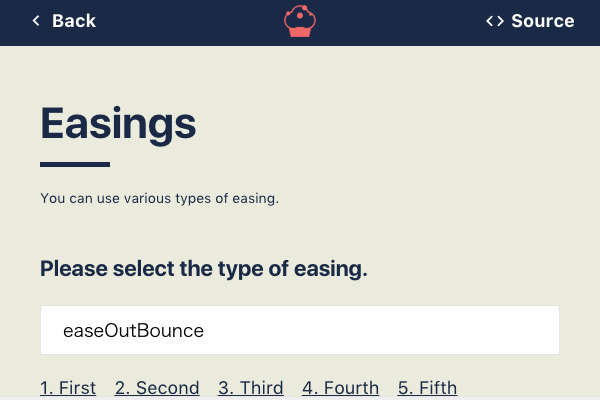 Back
Source
Easings
You can use various types of easing.
Please select the type of easing.
easeOutBounce
1. First 2. Second 3. Third 4. Fourth 5. Fifth